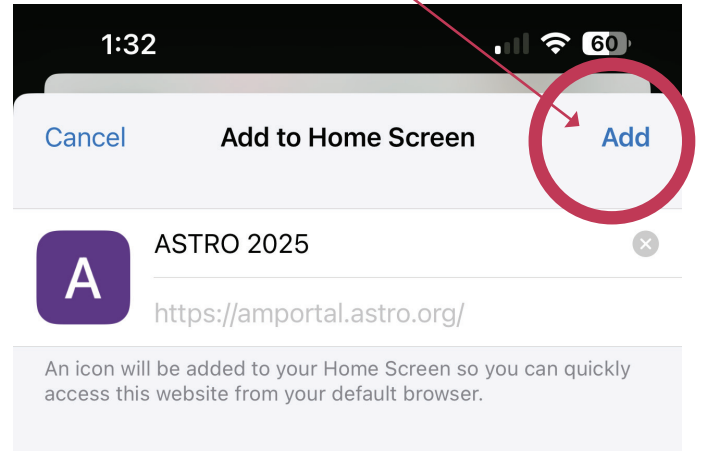 1:32 60
Cancel Add to Home Screen Add
A
ASTRO 2025
https://amportal.astro.org/
An icon will be added to your Home Screen so you can quickly
access this website from your default browser.